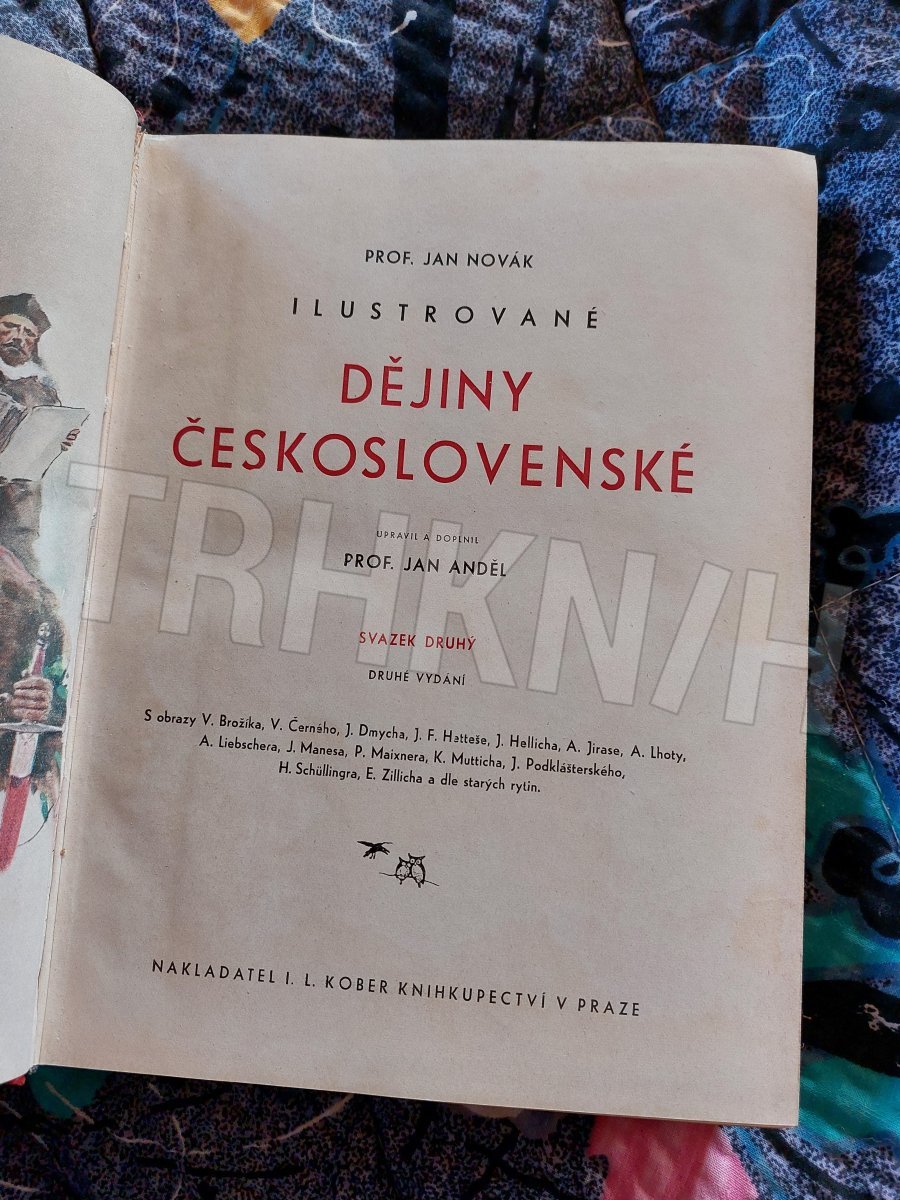 PROF. JAN NOVÁK
ILUSTROVANÉ
DĚJINY
ČESKOSLOVENSKÉ
UPRAVIL A DOPLNIL
PROF. JAN ANDĚL
TRHKN/H
SVAZEK DRUHÝ
DRUHÉ VYDÁNÍ
S obrazy V. Brožíka, V. Černého, J. Dmycha, J. F. Hatteše, J. Hellicha, A. Jirase, A. Lhoty,
A. Liebschera, J. Manesa, P. Maixnera, K. Mutticha, J. Podklášterského,
H. Schüllingra, E. Zillicha a dle starých rytin.
NAKLADATEL I. L. KOBER KNIHKUPECTVÍ V PRAZE